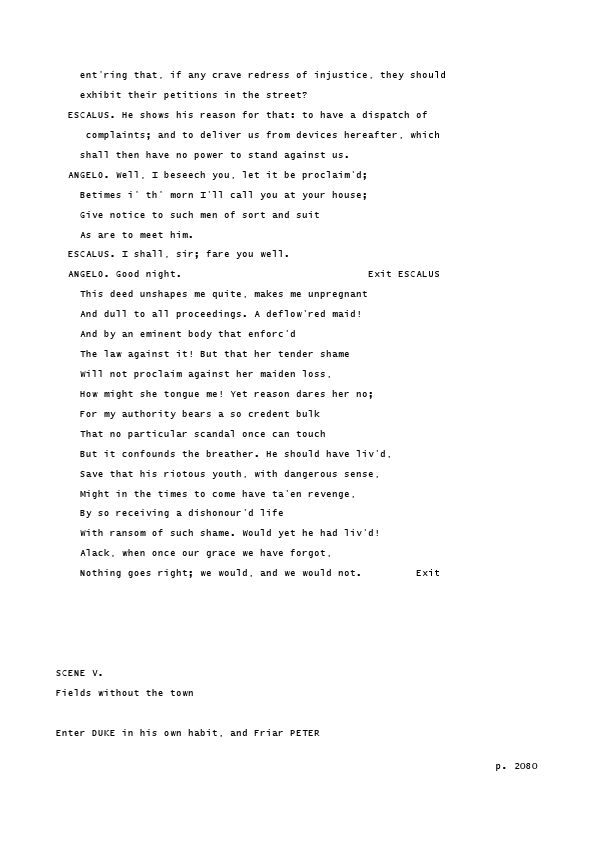 ent'ring that, if any crave redress of injustice, they should
exhibit their petitions in the street?
ESCALUS. He shows his reason for that: to have a dispatch of
complaints; and to deliver us from devices hereafter, which
shall then have no power to stand against us.
ANGELO. Well, I beseech you, let it be proclaim'd;
Betimes i' th' morn I'll call you at your house;
Give notice to such men of sort and suit
As are to meet him.
ESCALUS. I shall, sir; fare you well.
ANGELO. Good night. Exit ESCALUS
This deed unshapes me quite, makes me unpregnant
And dull to all proceedings. A deflow'red maid!
And by an eminent body that enforc'd
The law against it! But that her tender shame
Will not proclaim against her maiden loss,
How might she tongue me! Yet reason dares her no;
For my authority bears a so credent bulk
That no particular scandal once can touch
But it confounds the breather. He should have liv'd,
Save that his riotous youth, with dangerous sense,
Might in the times to come have ta'en revenge,
By so receiving a dishonour'd life
With ransom of such shame. Would yet he had liv'd!
Alack, when once our grace we have forgot,
Nothing goes right; we would, and we would not. Exit
SCENE V.
Fields without the town
Enter DUKE in his own habit, and Friar PETER
p. 2080